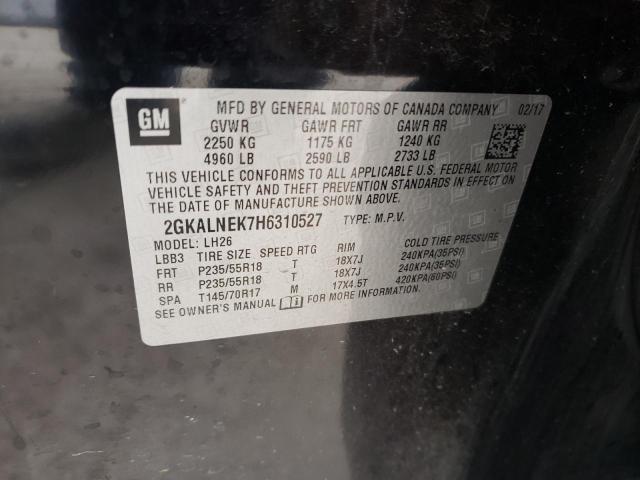 GM
MFD BY GENERAL MOTORS OF CANADA COMPANY 02/17
GVWR GAWR FRT GAWR RR
2250 KG 1175 KG 1240 KG
4960 LB 2590 LB 2733 LB
THIS VEHICLE CONFORMS TO ALL APPLICABLE U.S. FEDERAL MOTOR
VEHICLE SAFETY AND THEFT PREVENTION STANDARDS IN EFFECT ON
THE DATE OF MANUFACTURE SHOWN ABOVE.
2GKALNEK7H6310527 TYPE: M.P.V.
MODEL: LH26
LBB3 TIRE SIZE SPEED RTG RIM COLD TIRE PRESSURE
FRT P235/55R18 T 18X7J 240KPA(35PSI)
RR P235/55R18 T 18X7J 240KPA(35PSI)
SPA T145/70R17 M 17X4.5T 420KPA(60PSI)
SEE OWNER'S MANUAL FOR MORE INFORMATION.